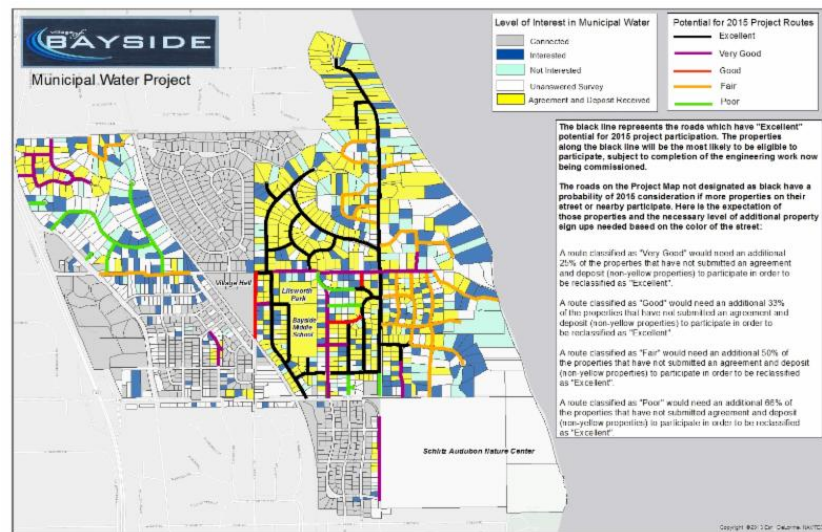 Village of
BAYSIDE
Municipal Water Project
Level of Interest in Municipal Water
Connected
Interested
Not Interested
Unanswered Survey
Agreement and Deposit Received
Potential for 2015 Project Routes
Excellent
Very Good
Good
Fair
Poor
The black line represents the roads which have "Excellent"
potential for 2015 project participation. The properties
along the black line will be the most likely to be eligible to
participate, subject to completion of the engineering work now
being commissioned.
The roads on the Project Map not designated as black have a
probability of 2015 consideration if more properties on their
street or nearby participate. Here is the expectation of
those properties and the necessary level of additional property
sign ups needed based on the color of the street:
A route classified as "Very Good" would need an additional
25% of the properties that have not submitted an agreement
and deposit (non-yellow properties) to participate in order to
be reclassified as "Excellent".
A route classified as "Good" would need an additional 33%
of the properties that have not submitted an agreement and
deposit (non-yellow properties) to participate in order to
be reclassified as "Excellent".
A route classified as "Fair" would need an additional 50% of
the properties that have not submitted an agreement and deposit
(non-yellow properties) to participate in order to be reclassified
as "Excellent".
A route classified as "Poor" would need an additional 66% of
the properties that have not submitted agreement and deposit
(non-yellow properties) to participate in order to be reclassified
as "Excellent".
Village Hall
Ellsworth
Park
Bayside
Middle
School
Schlitz Audubon Nature Center
Copyright ©2013 Esri, DeLorme, NAVTEQ